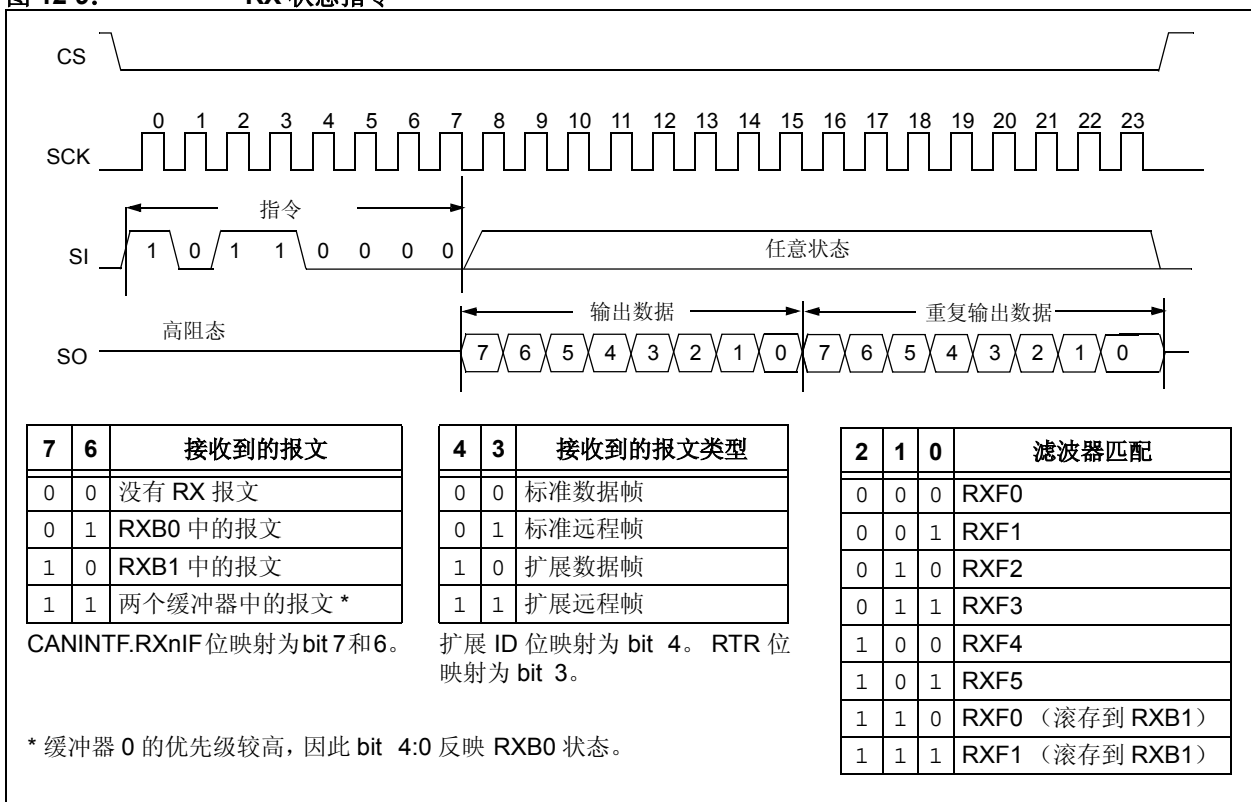 CS
0 1 2 3 4 5 6 7 8 9 10 11 12 13 14 15 16 17 18 19 20 21 22 23
SCK
指令
SI 1 0 1 1 0 0 0 0 任意状态
输出数据 重复输出数据
高阻态
SO 7 6 5 4 3 2 1 0 7 6 5 4 3 2 1 0
7 6 接收到的报文
0 0 没有 RX 报文
0 1 RXB0 中的报文
1 0 RXB1 中的报文
1 1 两个缓冲器中的报文 *
CANINTF.RXnIF位映射为bit 7和6。
4 3 接收到的报文类型
0 0 标准数据帧
0 1 标准远程帧
1 0 扩展数据帧
1 1 扩展远程帧
扩展 ID 位映射为 bit 4。 RTR 位
映射为 bit 3。
2 1 0 滤波器匹配
0 0 0 RXF0
0 0 1 RXF1
0 1 0 RXF2
0 1 1 RXF3
1 0 0 RXF4
1 0 1 RXF5
1 1 0 RXF0 （滚存到 RXB1）
1 1 1 RXF1 （滚存到 RXB1）
* 缓冲器 0 的优先级较高，因此 bit 4:0 反映 RXB0 状态。